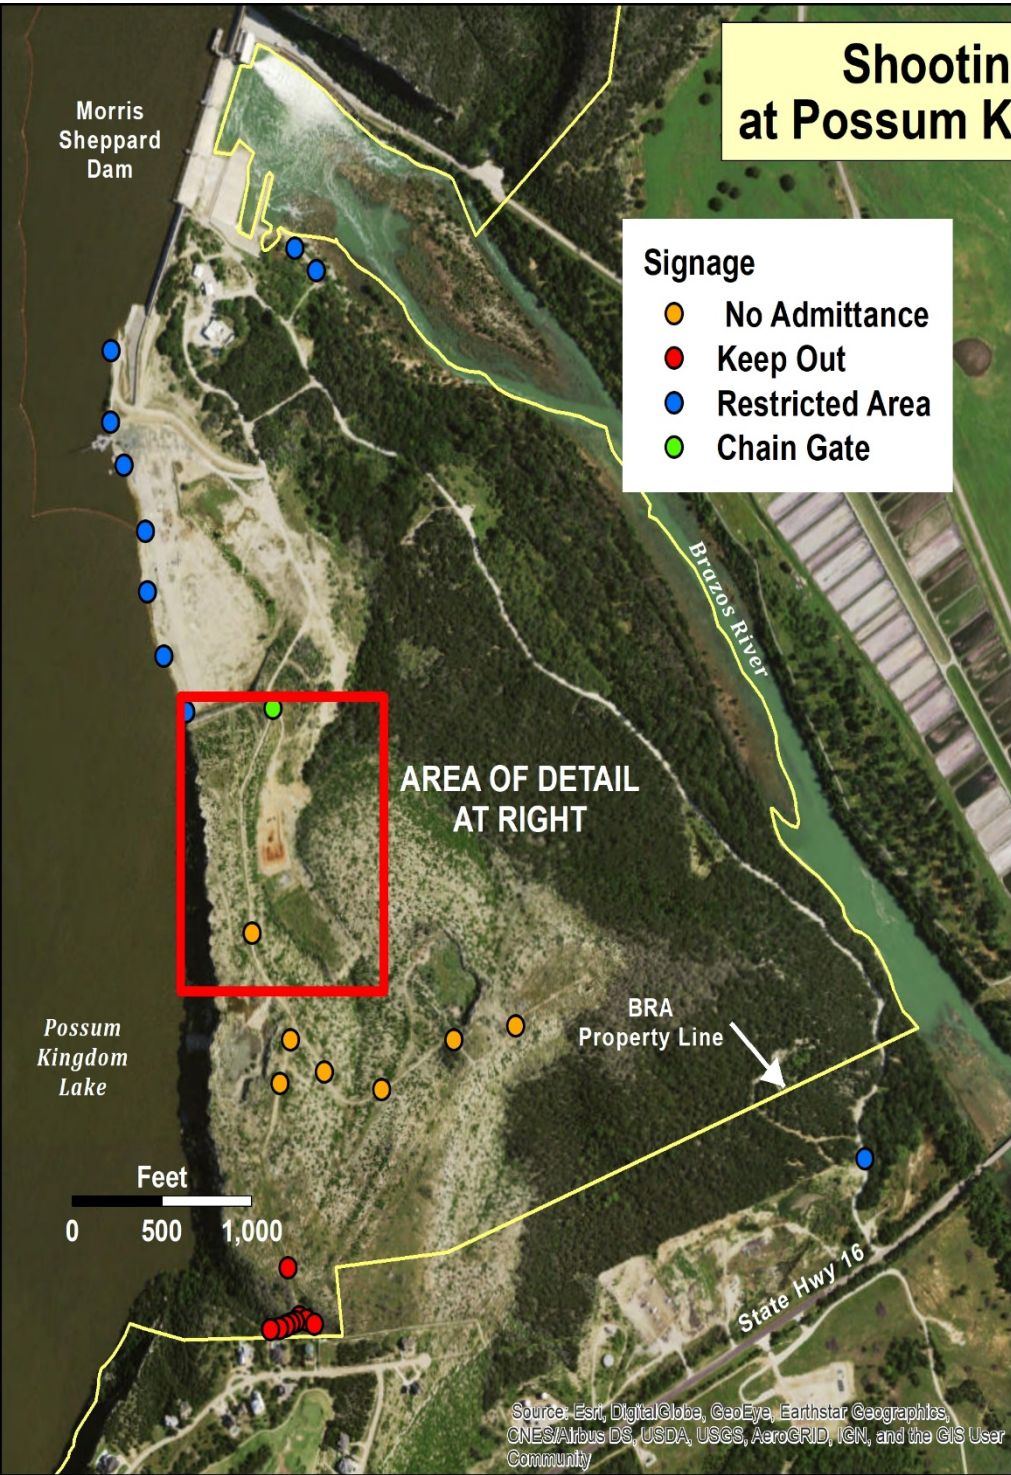 Shootin
at Possum K
Morris
Sheppard
Dam
Signage
No Admittance
Keep Out
Restricted Area
Chain Gate
Brazos River
AREA OF DETAIL
AT RIGHT
BRA
Property Line
Possum
Kingdom
Lake
Feet
0 500 1,000
State Hwy 16
Source: Esri, DigitalGlobe, GeoEye, Earthstar Geographics,
CNES/Airbus DS, USDA, USGS, AeroGRID, IGN, and the GIS User
Community